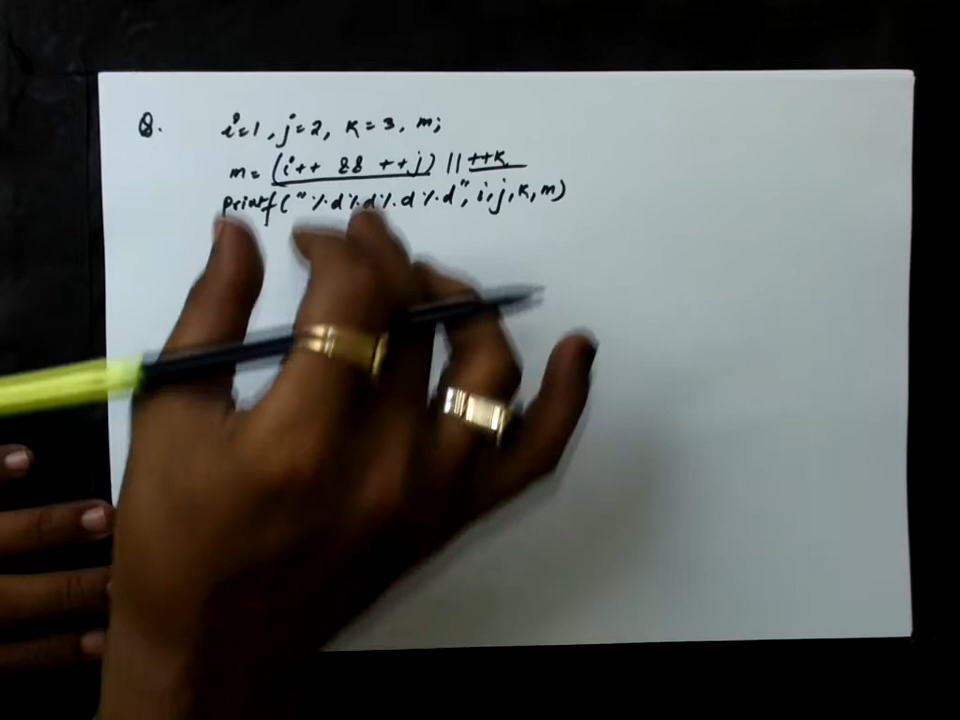 Q. i=1, j=2, k=3, m;
m= (i++ && ++j) || ++k
printf("%d%d%d%d", i,j,k,m)